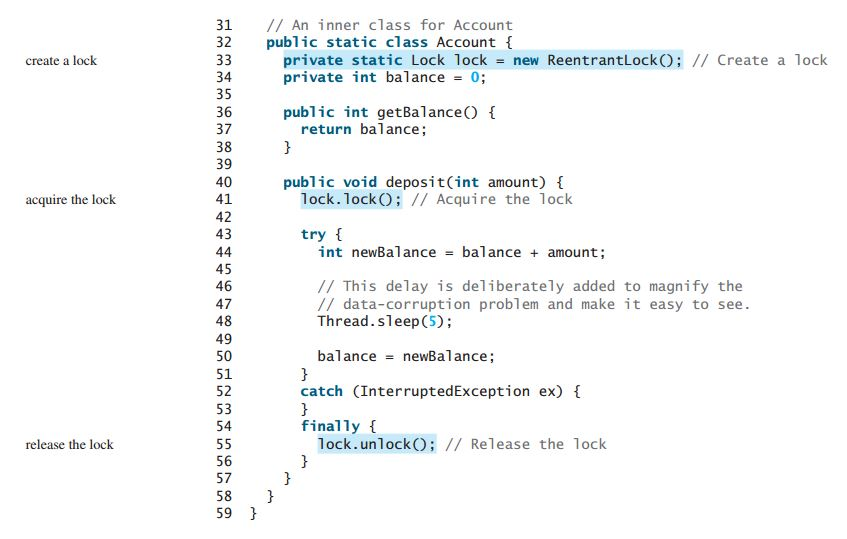 31 // An inner class for Account
32 public static class Account {
create a lock 33 private static Lock lock = new ReentrantLock(); // Create a lock
34 private int balance = 0;
35
36 public int getBalance() {
37 return balance;
38 }
39
40 public void deposit(int amount) {
acquire the lock 41 lock.lock(); // Acquire the lock
42
43 try {
44 int newBalance = balance + amount;
45
46 // This delay is deliberately added to magnify the
47 // data-corruption problem and make it easy to see.
48 Thread.sleep(5);
49
50 balance = newBalance;
51 }
52 catch (InterruptedException ex) {
53 }
54 finally {
release the lock 55 lock.unlock(); // Release the lock
56 }
57 }
58 }
59 }